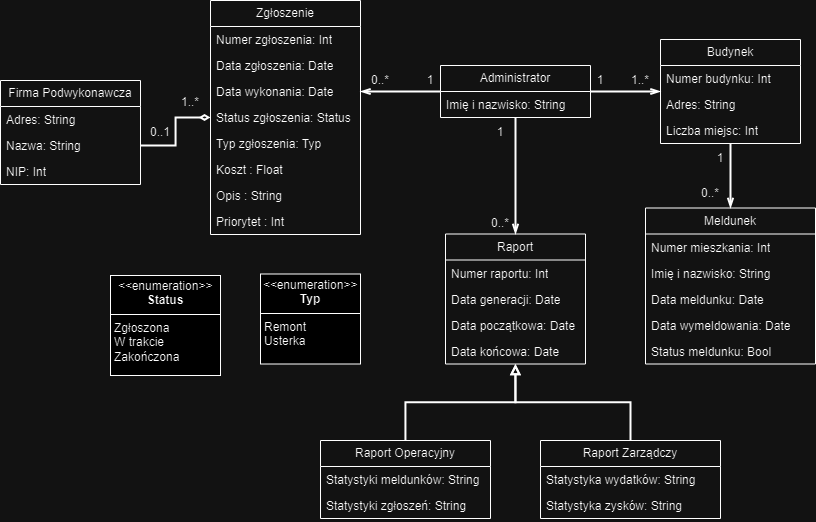 Zgłoszenie
Numer zgłoszenia: Int
Data zgłoszenia: Date
Data wykonania: Date
Status zgłoszenia: Status
Typ zgłoszenia: Typ
Koszt : Float
Opis : String
Priorytet : Int
Firma Podwykonawcza
Adres: String
Nazwa: String
NIP: Int
1..*
0..1
0..*
1
Administrator
Imię i nazwisko: String
1
1..*
Budynek
Numer budynku: Int
Adres: String
Liczba miejsc: Int
1
0..*
1
0..*
Meldunek
Numer mieszkania: Int
Imię i nazwisko: String
Data meldunku: Date
Data wymeldowania: Date
Status meldunku: Bool
Raport
Numer raportu: Int
Data generacji: Date
Data początkowa: Date
Data końcowa: Date
<<enumeration>>
Status
Zgłoszona
W trakcie
Zakończona
<<enumeration>>
Typ
Remont
Usterka
Raport Operacyjny
Statystyki meldunków: String
Statystyki zgłoszeń: String
Raport Zarządczy
Statystyka wydatków: String
Statystyka zysków: String